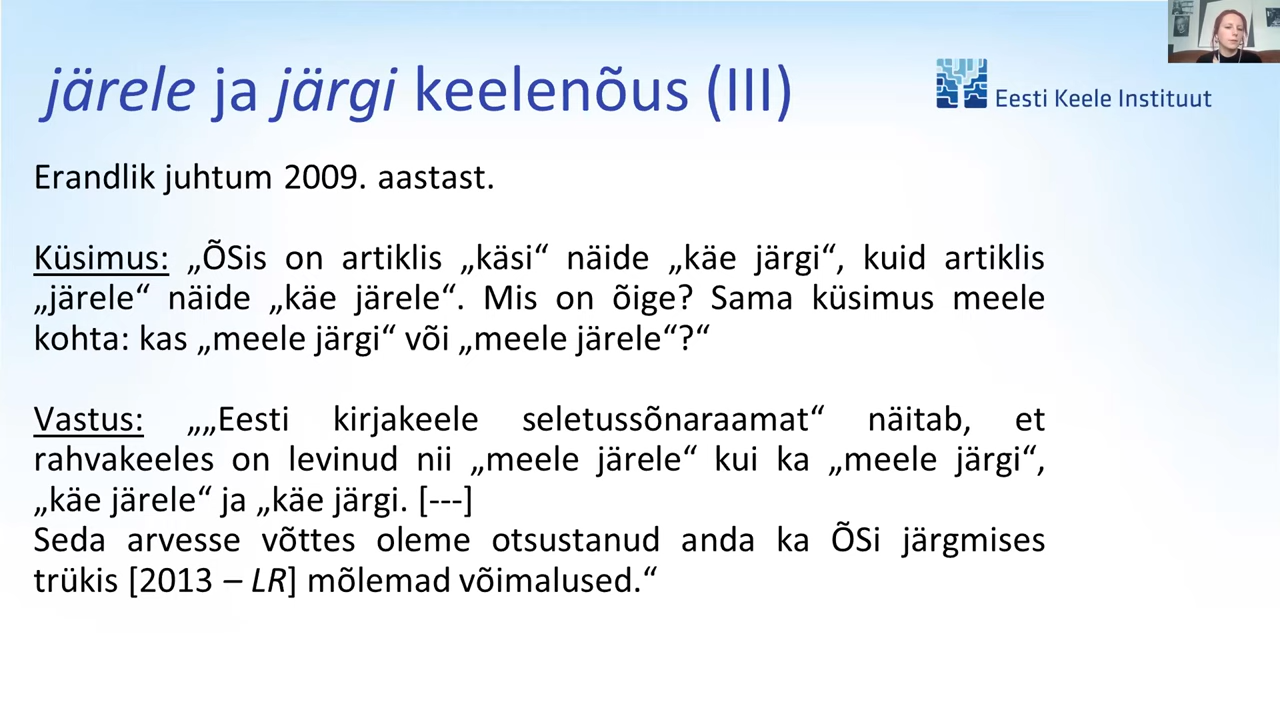 järele ja järgi keelenõus (III)
Eesti Keele Instituut
Erandlik juhtum 2009. aastast.
Küsimus: „ÕSis on artiklis „käsi“ näide „käe järgi“, kuid artiklis
„järele“ näide „käe järele“. Mis on õige? Sama küsimus meele
kohta: kas „meele järgi“ või „meele järele“?“
Vastus: „„Eesti kirjakeele seletussõnaraamat“ näitab, et
rahvakeeles on levinud nii „meele järele“ kui ka „meele järgi“,
„käe järele“ ja „käe järgi. [---]
Seda arvesse võttes oleme otsustanud anda ka ÕSi järgmises
trükis [2013 – LR] mõlemad võimalused.“